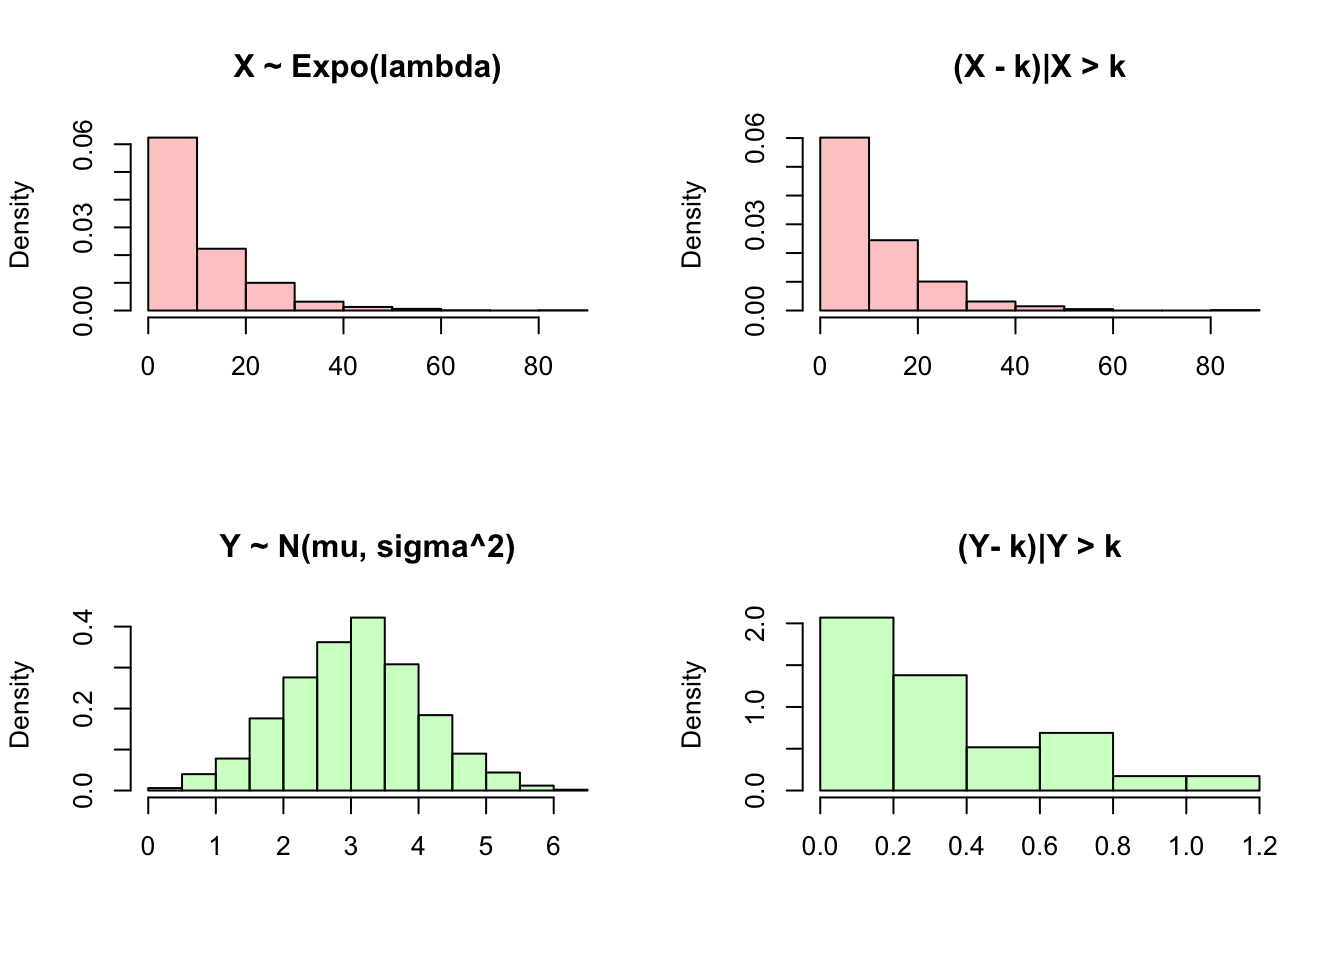 X ~ Expo(lambda)
Density
0.00 0.03 0.06
0 20 40 60 80
(X - k)|X > k
Density
0.00 0.03 0.06
0 20 40 60 80
Y ~ N(mu, sigma^2)
Density
0.0 0.2 0.4
0 1 2 3 4 5 6
(Y- k)|Y > k
Density
0.0 1.0 2.0
0.0 0.2 0.4 0.6 0.8 1.0 1.2